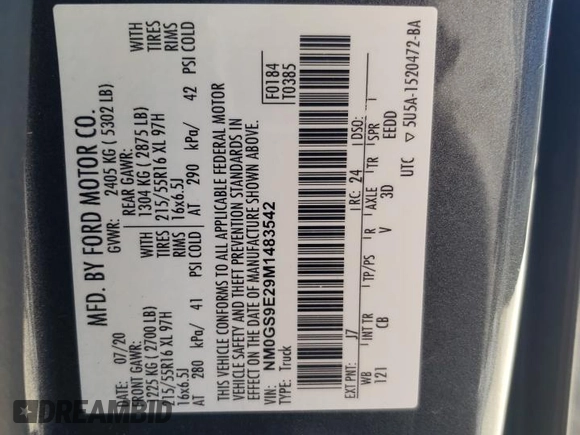 MFD. BY FORD MOTOR CO.
DATE: 07/20 GVWR: 2405 KG ( 5302 LB)
FRONT GAWR: REAR GAWR: WITH
1225 KG ( 2700 LB) 1304 KG ( 2875 LB) TIRES
215/55R16 XL 97H 215/55R16 XL 97H RIMS
16x6.5J 16x6.5J
AT 280 kPa/ 41 PSI COLD AT 290 kPa/ 42 PSI COLD
WITH
TIRES
RIMS
THIS VEHICLE CONFORMS TO ALL APPLICABLE FEDERAL MOTOR
VEHICLE SAFETY AND THEFT PREVENTION STANDARDS IN
EFFECT ON THE DATE OF MANUFACTURE SHOWN ABOVE.
VIN: NM0GS9E29M1483542
TYPE: Truck
F0184
T0385
EXT PNT: J7 RC: 24 DSO:
WB INT TR TP/PS R AXLE TR SPR
121 CB V 3D EEDD
UTC 5U5A-1520472-BA
DREAMBID